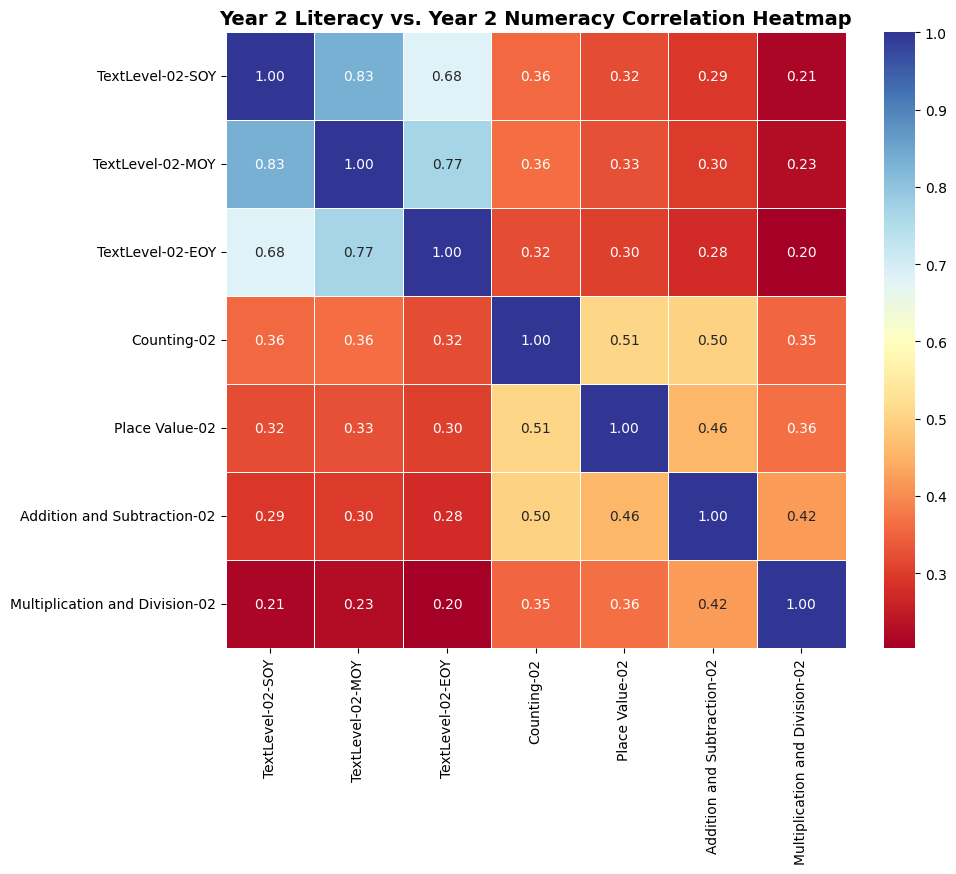 Year 2 Literacy vs. Year 2 Numeracy Correlation Heatmap
TextLevel-02-SOY 1.00 0.83 0.68 0.36 0.32 0.29 0.21
TextLevel-02-MOY 0.83 1.00 0.77 0.36 0.33 0.30 0.23
TextLevel-02-EOY 0.68 0.77 1.00 0.32 0.30 0.28 0.20
Counting-02 0.36 0.36 0.32 1.00 0.51 0.50 0.35
Place Value-02 0.32 0.33 0.30 0.51 1.00 0.46 0.36
Addition and Subtraction-02 0.29 0.30 0.28 0.50 0.46 1.00 0.42
Multiplication and Division-02 0.21 0.23 0.20 0.35 0.36 0.42 1.00
TextLevel-02-SOY
TextLevel-02-MOY
TextLevel-02-EOY
Counting-02
Place Value-02
Addition and Subtraction-02
Multiplication and Division-02
1.0
0.9
0.8
0.7
0.6
0.5
0.4
0.3